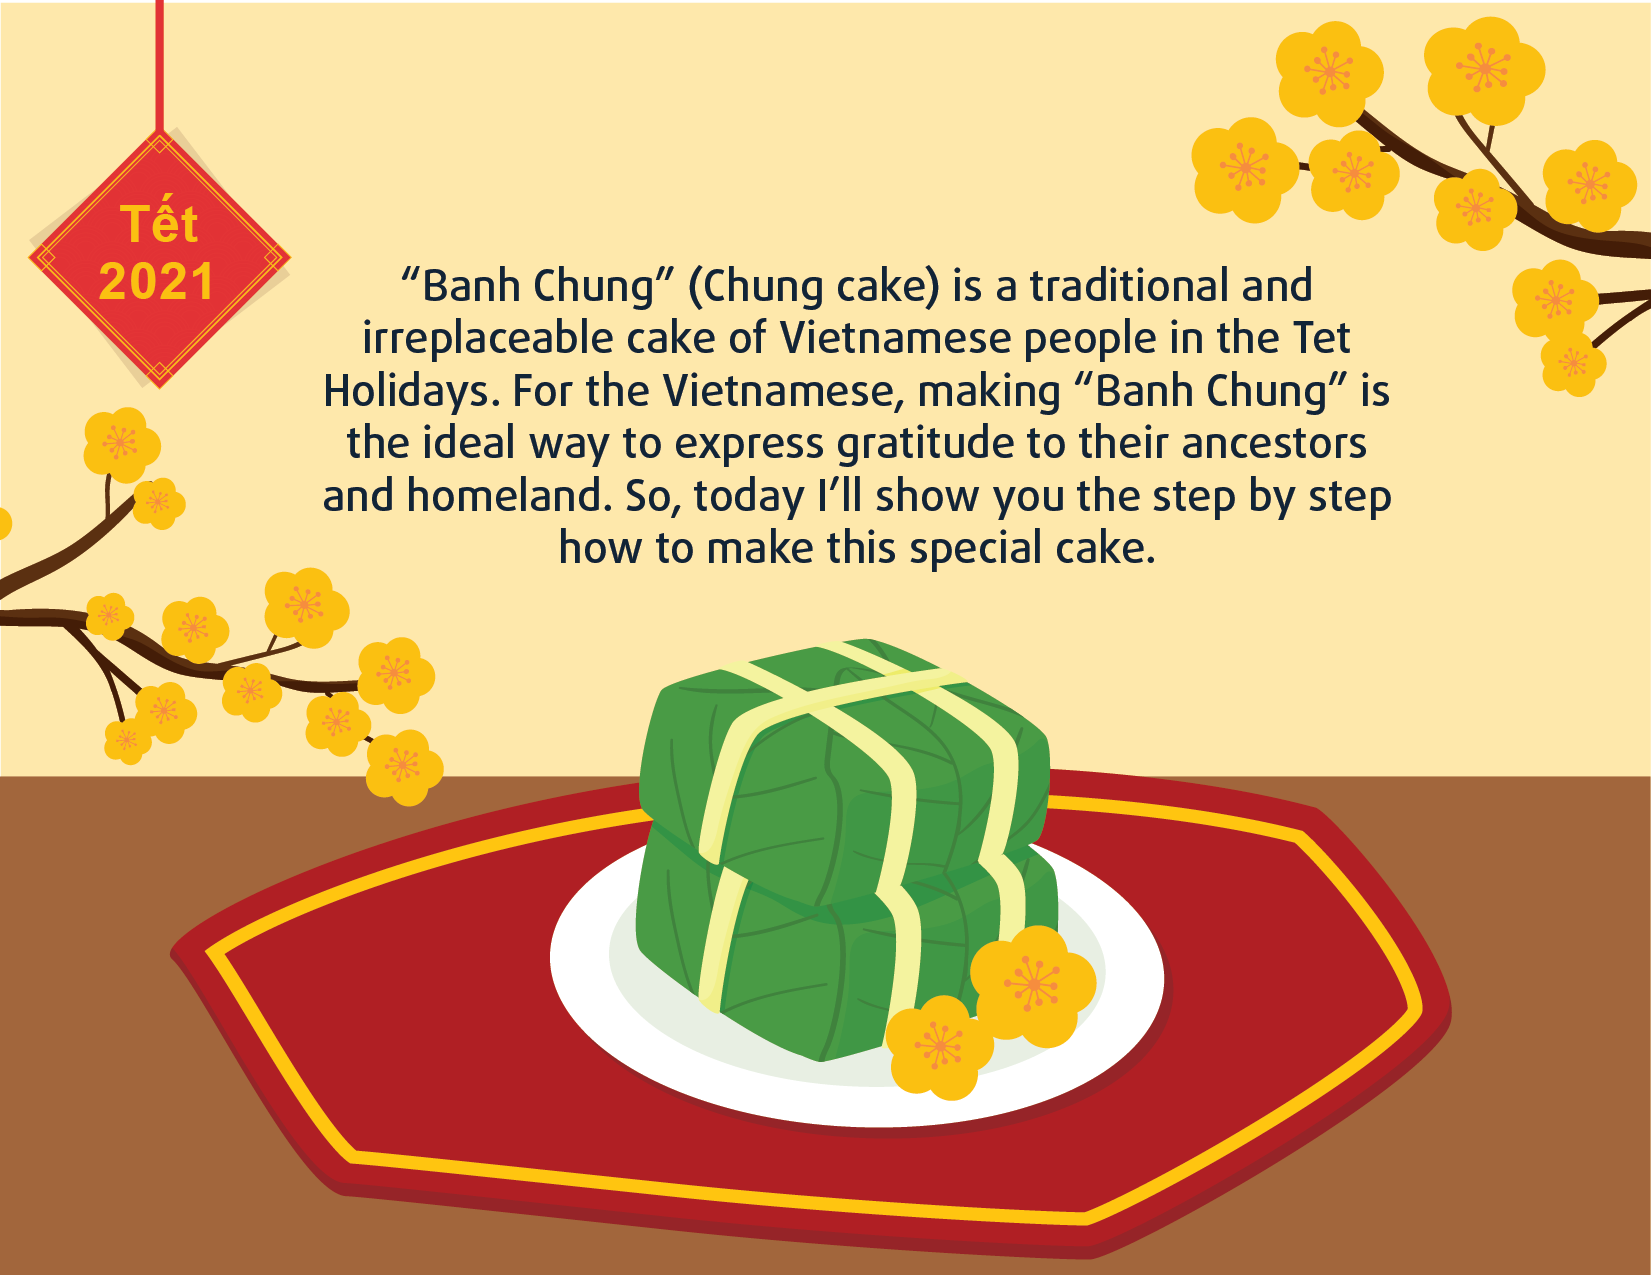 Tết
2021
“Banh Chung” (Chung cake) is a traditional and
irreplaceable cake of Vietnamese people in the Tet
Holidays. For the Vietnamese, making “Banh Chung” is
the ideal way to express gratitude to their ancestors
and homeland. So, today I’ll show you the step by step
how to make this special cake.